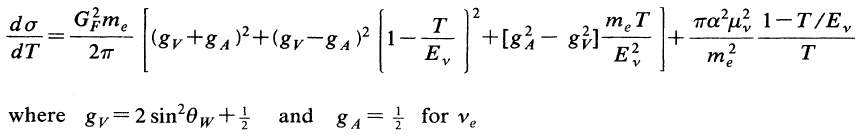 dσ/dT = G_F^2 m_e / 2π [ (g_V + g_A)^2 + (g_V − g_A)^2 [ 1 − T/E_ν ]^2 + [g_A^2 − g_V^2] m_e T / E_ν^2 ] + πα^2 μ_ν^2 / m_e^2 1 − T/E_ν / T
where g_V = 2 sin^2 θ_W + 1/2 and g_A = 1/2 for ν_e